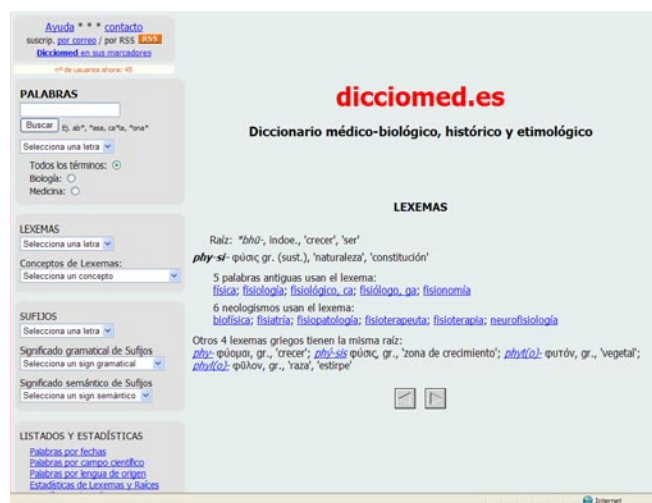 Ayuda * * * contacto
suscrip. por correo / por RSS RSS
Dicciomed en sus marcadores
nº de usuarios ahora: 45
PALABRAS
Buscar Ej. ab*, *asa, ca*ta, *oma*
Selecciona una letra
Todos los términos:
Biología:
Medicina:
LEXEMAS
Selecciona una letra
Conceptos de Lexemas:
Selecciona un concepto
SUFIJOS
Selecciona una letra
Significado gramatical de Sufijos
Selecciona un sign gramatical
Significado semántico de Sufijos
Selecciona un sign semántico
LISTADOS Y ESTADÍSTICAS
Palabras por fechas
Palabras por campo científico
Palabras por lengua de origen
Estadísticas de Lexemas y Raíces
dicciomed.es
Diccionario médico-biológico, histórico y etimológico
LEXEMAS
Raíz: *bhū-, indoe., 'crecer', 'ser'
phy-si- φύσις gr. (sust.), 'naturaleza', 'constitución'
5 palabras antiguas usan el lexema:
física; fisiología; fisiológico, ca; fisiólogo, ga; fisionomía
6 neologismos usan el lexema:
biofísica; fisiatría; fisiopatología; fisioterapeuta; fisioterapia; neurofisiología
Otros 4 lexemas griegos tienen la misma raíz:
phy- φύομαι, gr., 'crecer'; phý-sis φύσις, gr., 'zona de crecimiento'; phyt(o)- φυτόν, gr., 'vegetal';
phyl(o)- φῦλον, gr., 'raza', 'estirpe'
Internet